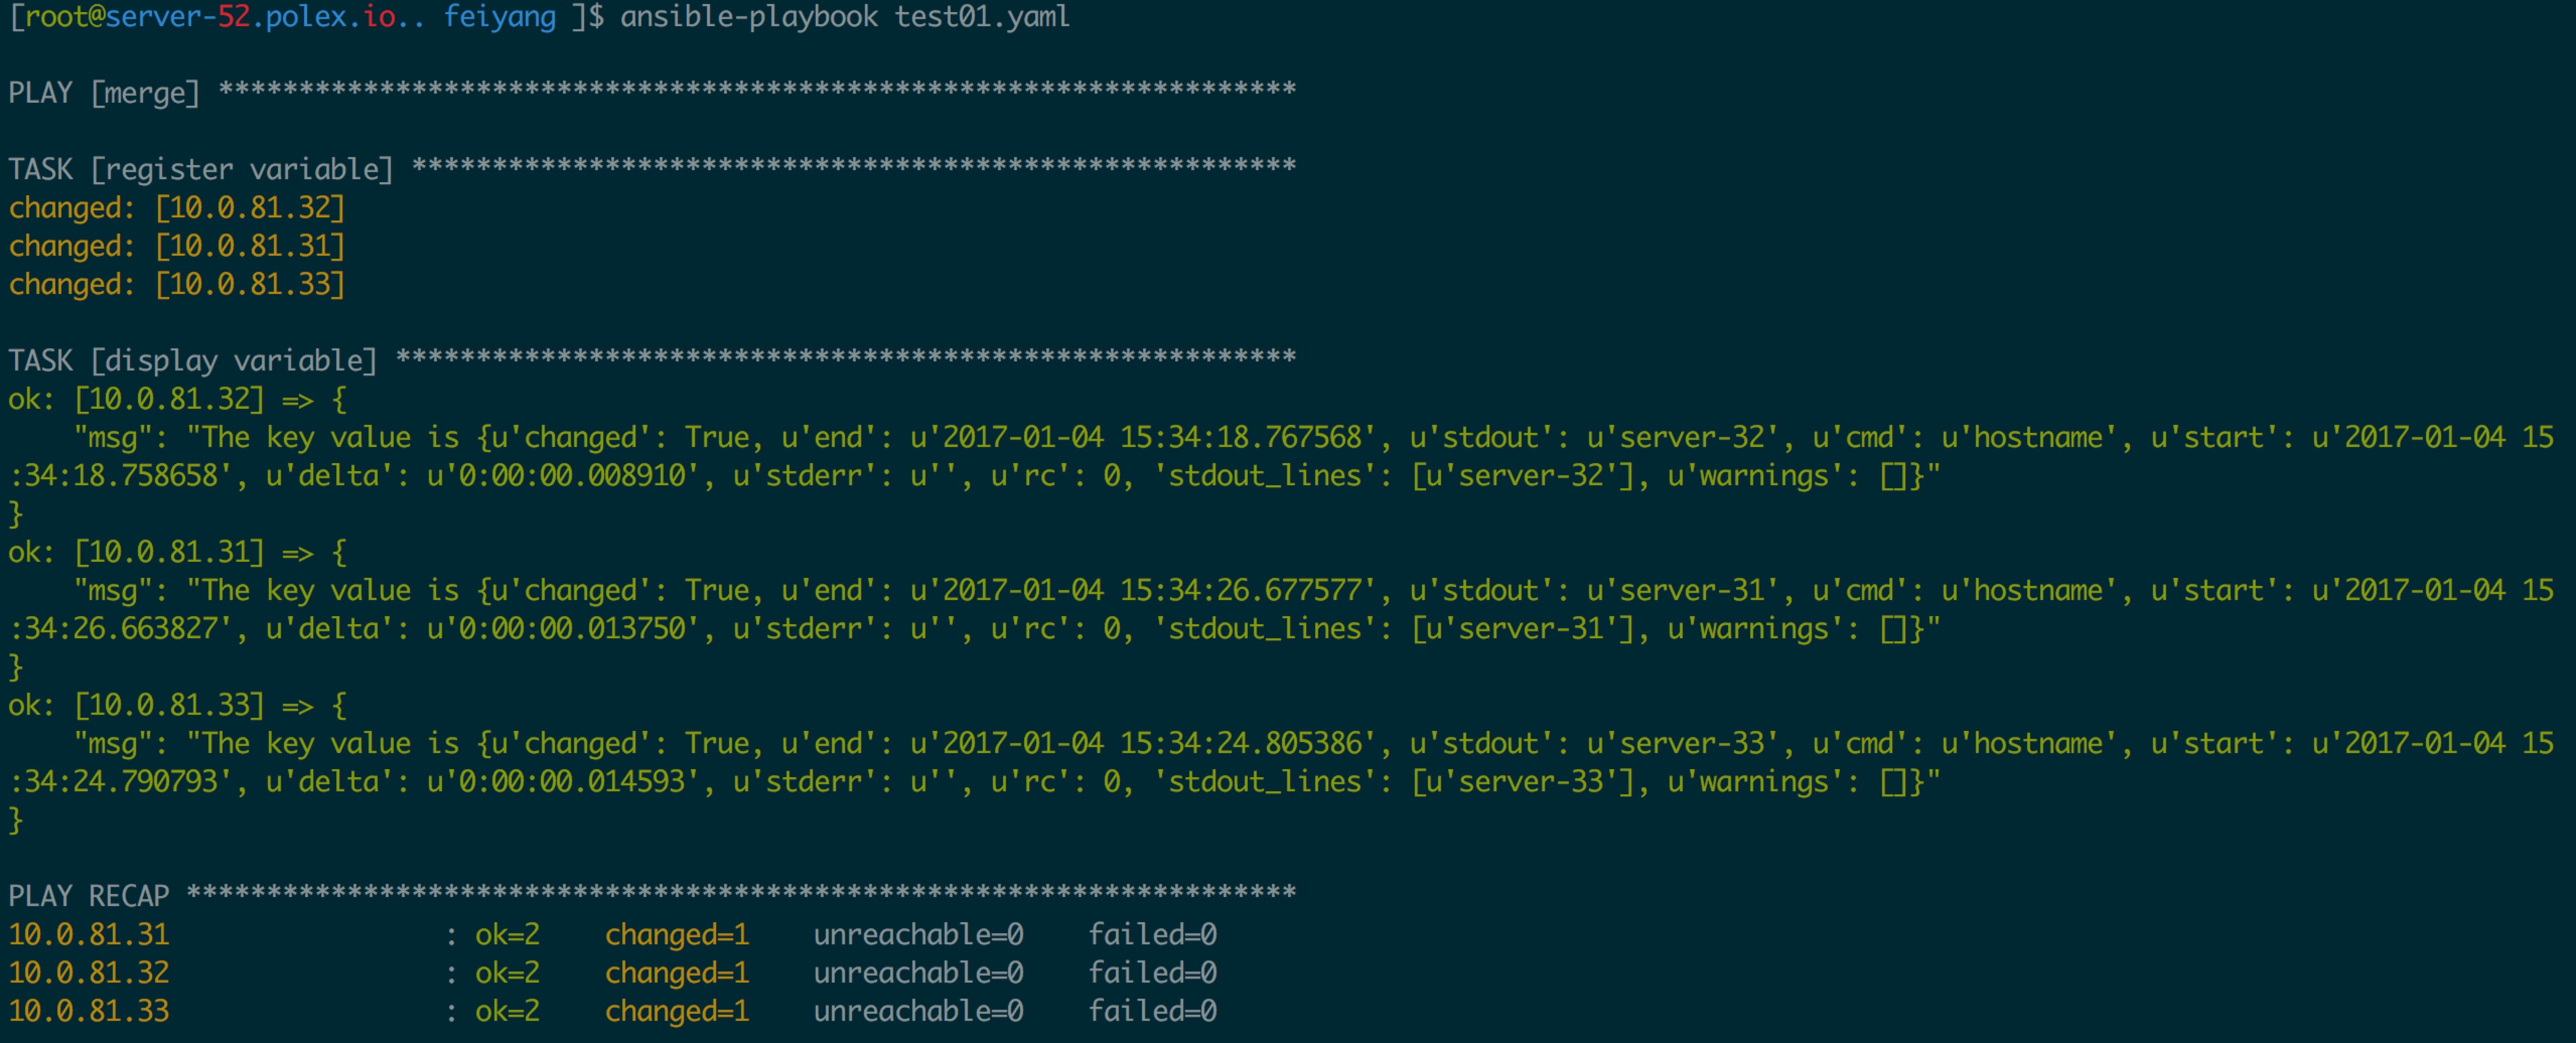 [root@server-52.polex.io.. feiyang ]$ ansible-playbook test01.yaml
PLAY [merge] *******************************************************************
TASK [register variable] *******************************************************
changed: [10.0.81.32]
changed: [10.0.81.31]
changed: [10.0.81.33]
TASK [display variable] ********************************************************
ok: [10.0.81.32] => {
    "msg": "The key value is {u'changed': True, u'end': u'2017-01-04 15:34:18.767568', u'stdout': u'server-32', u'cmd': u'hostname', u'start': u'2017-01-04 15
:34:18.758658', u'delta': u'0:00:00.008910', u'stderr': u'', u'rc': 0, 'stdout_lines': [u'server-32'], u'warnings': []}"
}
ok: [10.0.81.31] => {
    "msg": "The key value is {u'changed': True, u'end': u'2017-01-04 15:34:26.677577', u'stdout': u'server-31', u'cmd': u'hostname', u'start': u'2017-01-04 15
:34:26.663827', u'delta': u'0:00:00.013750', u'stderr': u'', u'rc': 0, 'stdout_lines': [u'server-31'], u'warnings': []}"
}
ok: [10.0.81.33] => {
    "msg": "The key value is {u'changed': True, u'end': u'2017-01-04 15:34:24.805386', u'stdout': u'server-33', u'cmd': u'hostname', u'start': u'2017-01-04 15
:34:24.790793', u'delta': u'0:00:00.014593', u'stderr': u'', u'rc': 0, 'stdout_lines': [u'server-33'], u'warnings': []}"
}
PLAY RECAP *********************************************************************
10.0.81.31                 : ok=2    changed=1    unreachable=0    failed=0
10.0.81.32                 : ok=2    changed=1    unreachable=0    failed=0
10.0.81.33                 : ok=2    changed=1    unreachable=0    failed=0